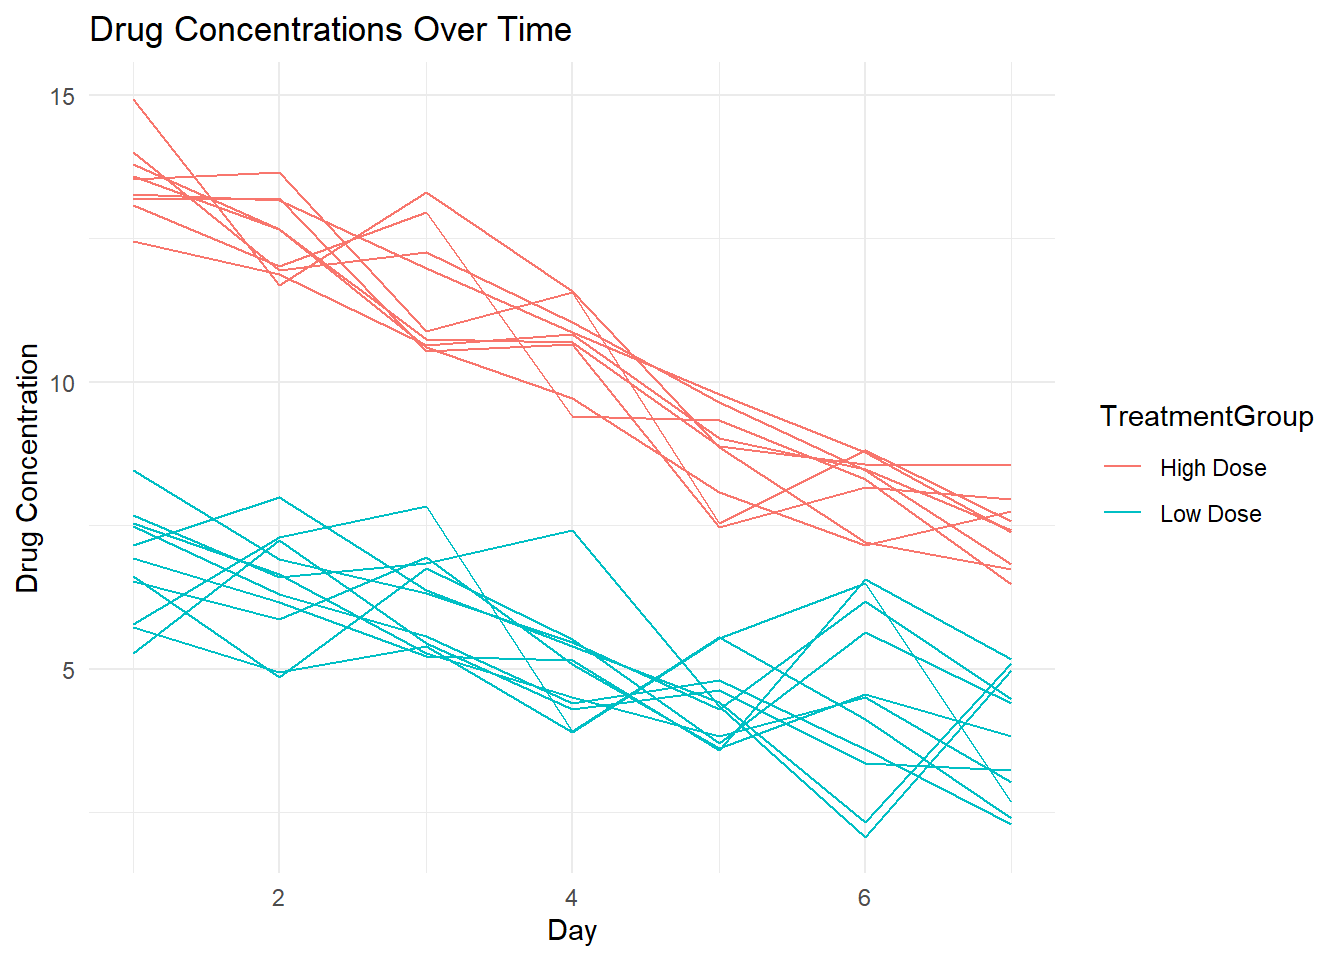 Drug Concentrations Over Time
15
10
5
Drug Concentration
2
4
6
Day
TreatmentGroup
High Dose
Low Dose